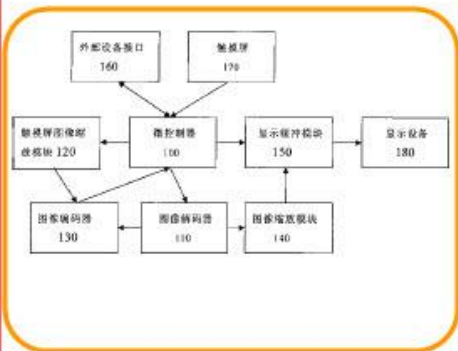 外部设备接口
160
触摸屏
170
触摸屏图像缩
放模块 120
微控制器
100
显示缓冲模块
150
显示设备
180
图像编码器
130
图像解码器
110
图像缩放模块
140